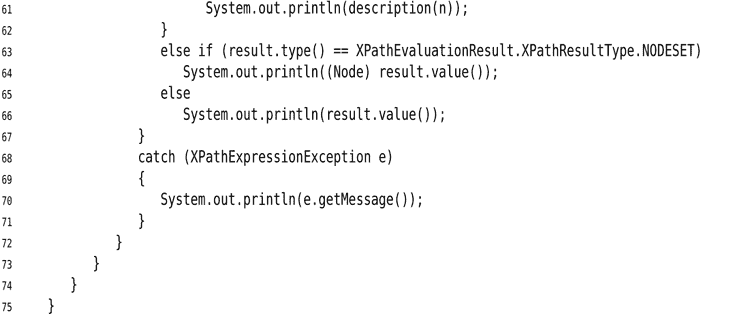 61 System.out.println(description(n));
62 }
63 else if (result.type() == XPathEvaluationResult.XPathResultType.NODESET)
64 System.out.println((Node) result.value());
65 else
66 System.out.println(result.value());
67 }
68 catch (XPathExpressionException e)
69 {
70 System.out.println(e.getMessage());
71 }
72 }
73 }
74 }
75 }